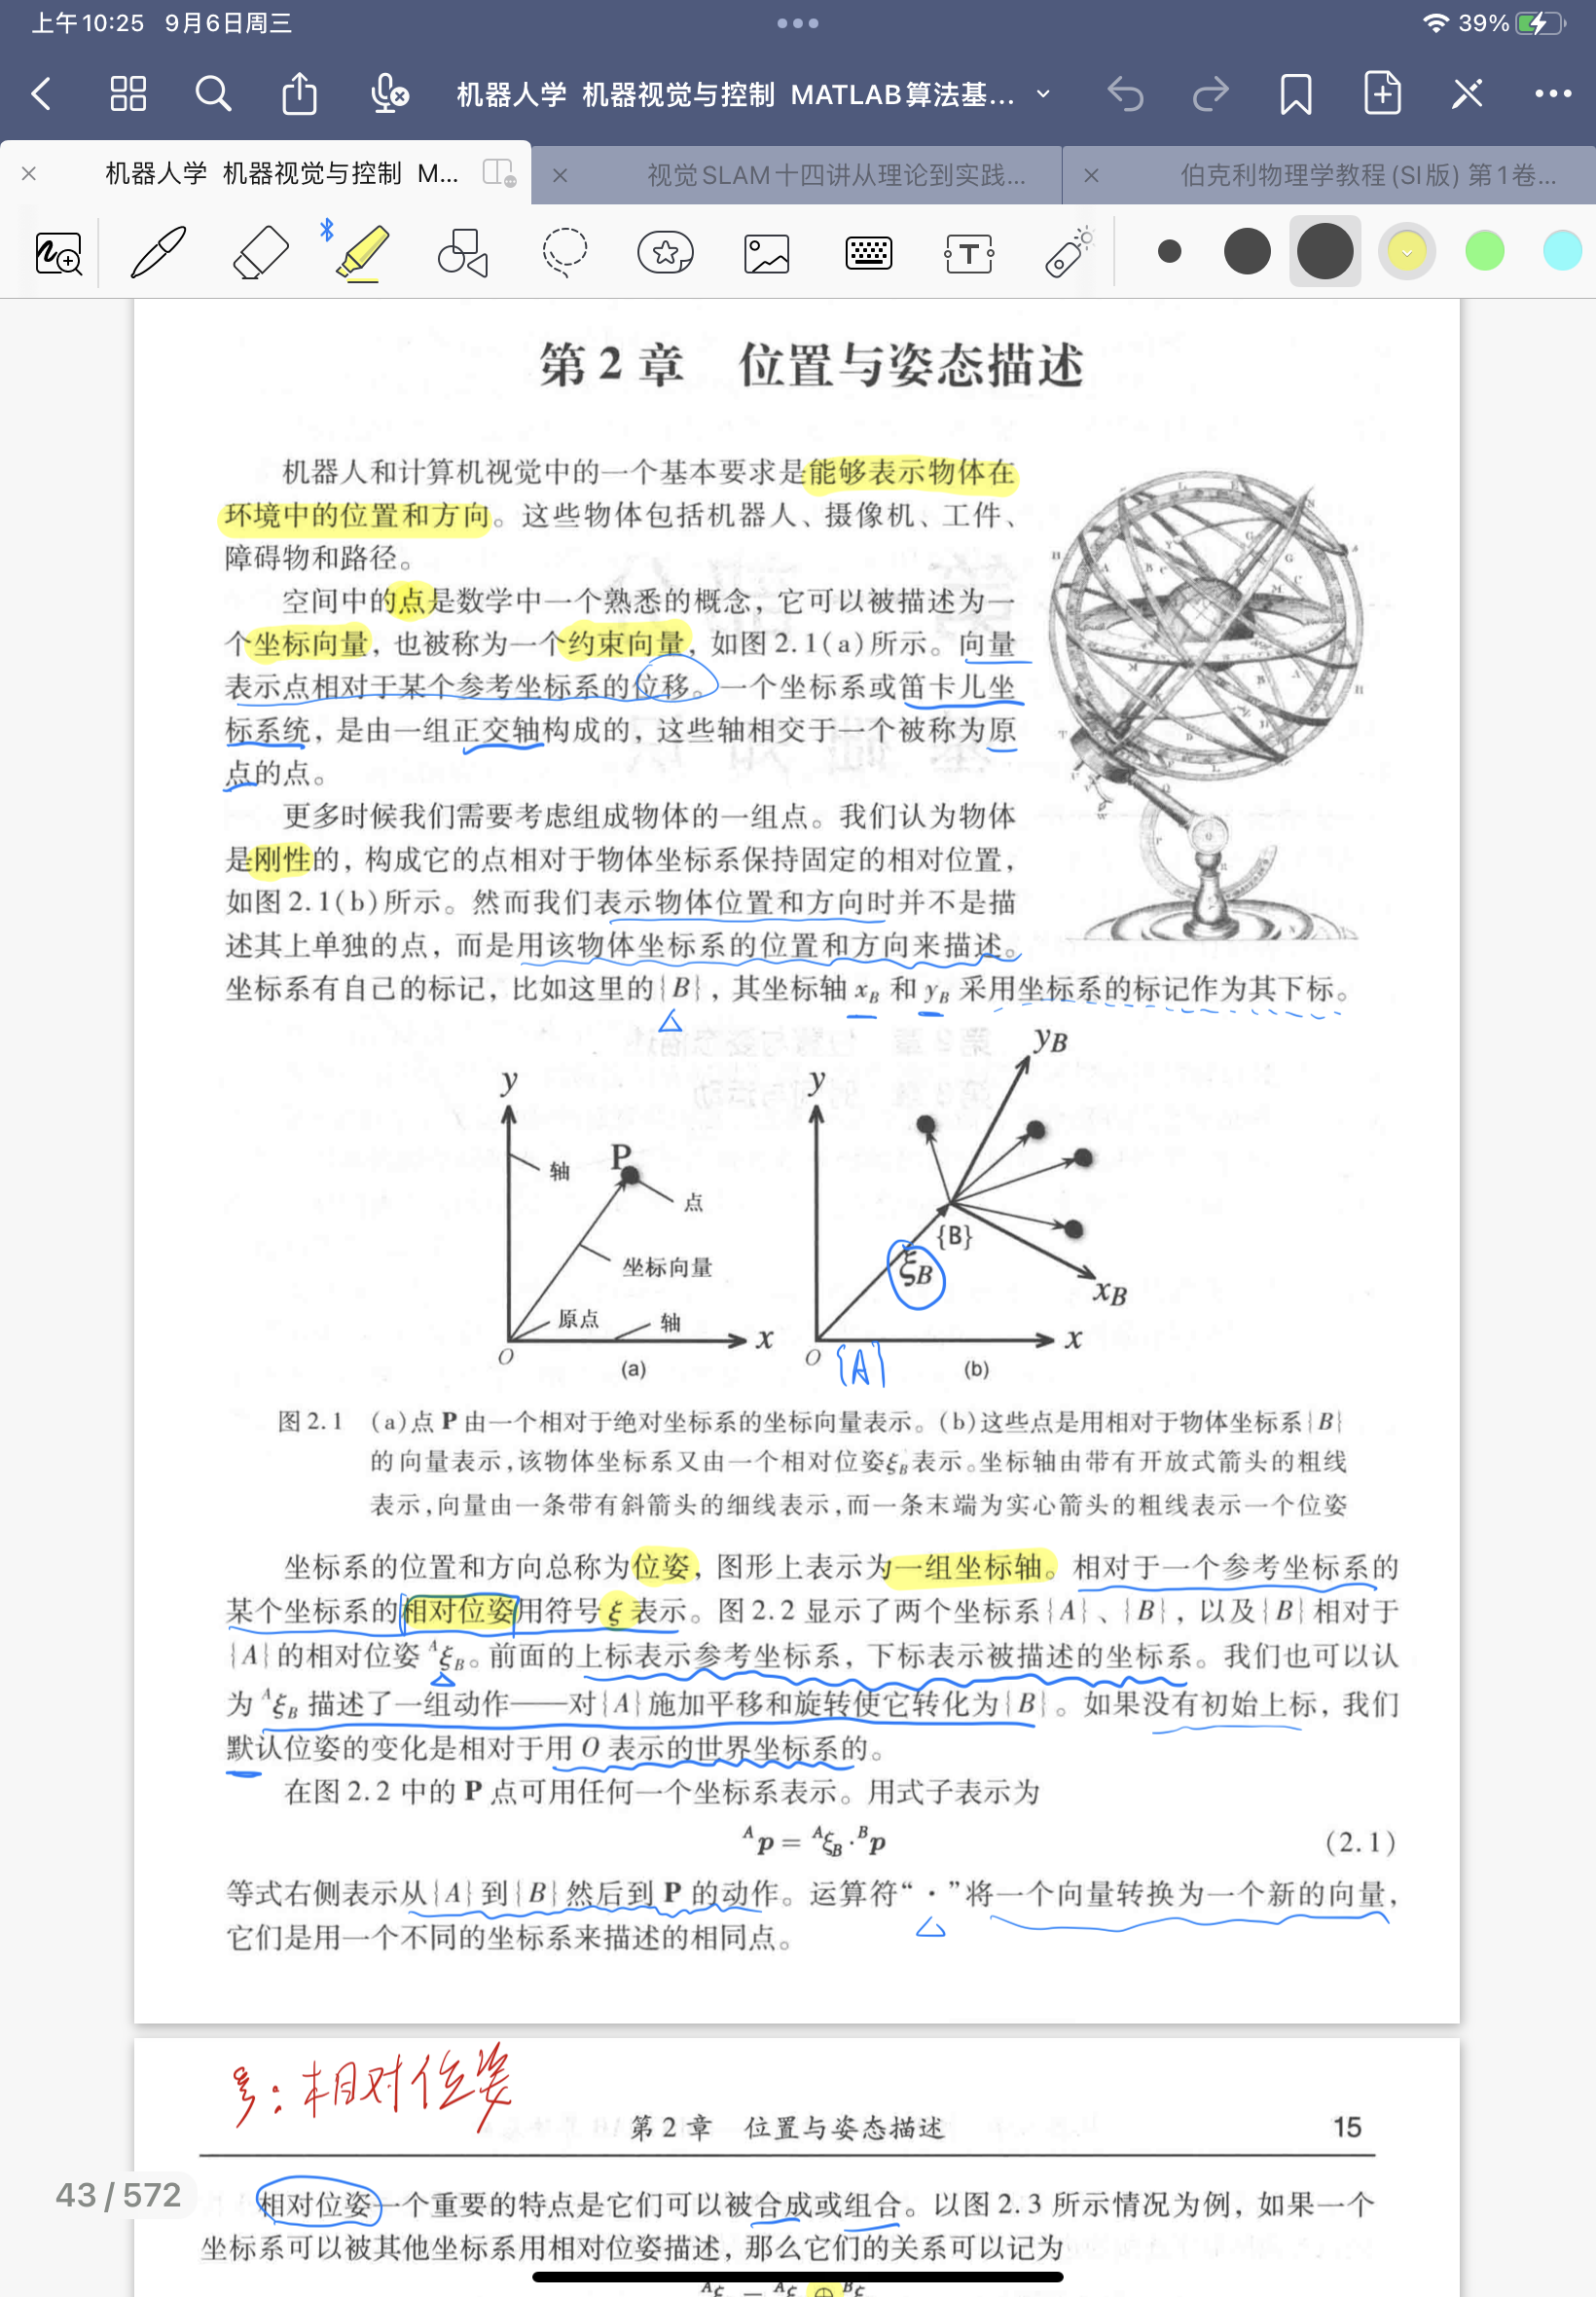 上午10:25 9月6日周三
39%
机器人学 机器视觉与控制 MATLAB算法基...
机器人学 机器视觉与控制 M...
视觉SLAM十四讲从理论到实践...
伯克利物理学教程(SI版) 第1卷...
第2章 位置与姿态描述
机器人和计算机视觉中的一个基本要求是能够表示物体在
环境中的位置和方向。这些物体包括机器人、摄像机、工件、
障碍物和路径。
空间中的点是数学中一个熟悉的概念,它可以被描述为一
个坐标向量,也被称为一个约束向量,如图2.1(a)所示。向量
表示点相对于某个参考坐标系的位移。一个坐标系或笛卡儿坐
标系统,是由一组正交轴构成的,这些轴相交于一个被称为原
点的点。
更多时候我们需要考虑组成物体的一组点。我们认为物体
是刚性的,构成它的点相对于物体坐标系保持固定的相对位置,
如图2.1(b)所示。然而我们表示物体位置和方向时并不是描
述其上单独的点,而是用该物体坐标系的位置和方向来描述。
坐标系有自己的标记,比如这里的{B},其坐标轴 x_B 和 y_B 采用坐标系的标记作为其下标。
y
轴
P
点
坐标向量
原点
轴
x
O
(a)
y
y_B
{B}
ξ_B
x_B
x
O
{A}
(b)
图2.1 (a)点 P 由一个相对于绝对坐标系的坐标向量表示。(b)这些点是用相对于物体坐标系{B}
的向量表示,该物体坐标系又由一个相对位姿ξ_B表示。坐标轴由带有开放式箭头的粗线
表示,向量由一条带有斜箭头的细线表示,而一条末端为实心箭头的粗线表示一个位姿
坐标系的位置和方向总称为位姿,图形上表示为一组坐标轴。相对于一个参考坐标系的
某个坐标系的相对位姿用符号 ξ 表示。图2.2显示了两个坐标系{A}、{B},以及{B}相对于
{A}的相对位姿 ^Aξ_B。前面的上标表示参考坐标系,下标表示被描述的坐标系。我们也可以认
为 ^Aξ_B 描述了一组动作——对{A}施加平移和旋转使它转化为{B}。如果没有初始上标,我们
默认位姿的变化是相对于用 O 表示的世界坐标系的。
在图2.2中的 P 点可用任何一个坐标系表示。用式子表示为
^Ap = ^Aξ_B · ^Bp (2.1)
等式右侧表示从{A}到{B}然后到 P 的动作。运算符“·”将一个向量转换为一个新的向量,
它们是用一个不同的坐标系来描述的相同点。
ξ:相对位姿
第2章 位置与姿态描述 15
43/572
相对位姿一个重要的特点是它们可以被合成或组合。以图2.3所示情况为例,如果一个
坐标系可以被其他坐标系用相对位姿描述,那么它们的关系可以记为